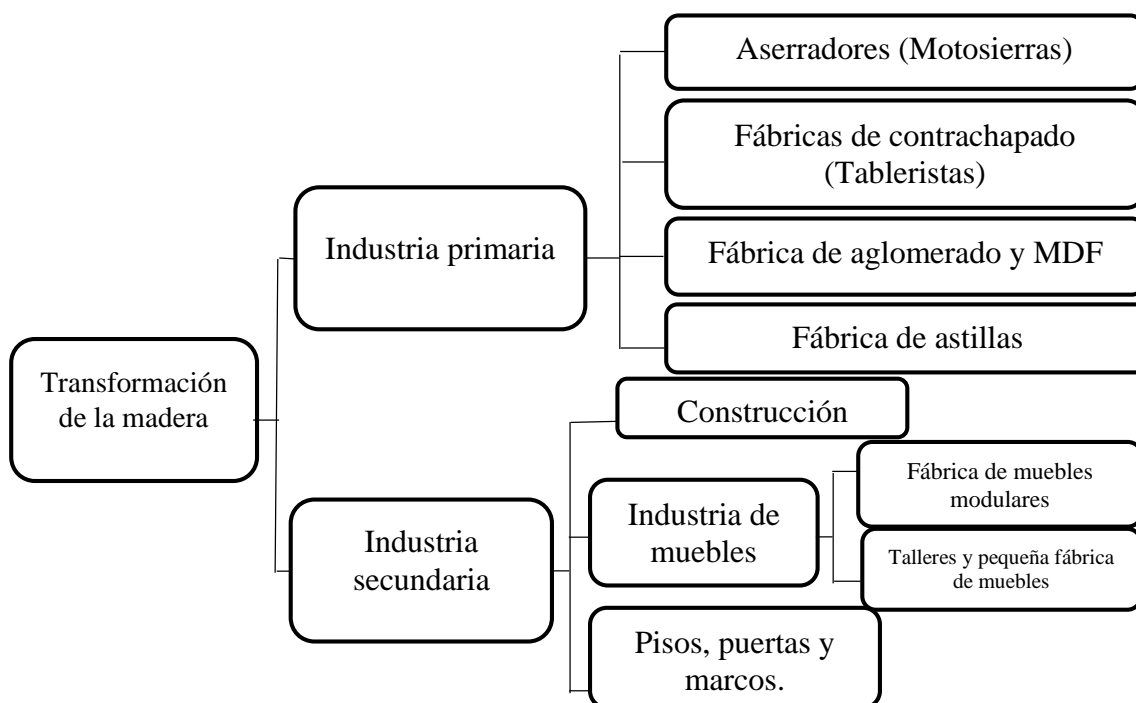 Transformación
de la madera
Industria primaria
Aserradores (Motosierras)
Fábricas de contrachapado
(Tableristas)
Fábrica de aglomerado y MDF
Fábrica de astillas
Industria
secundaria
Construcción
Industria de
muebles
Fábrica de muebles
modulares
Talleres y pequeña fábrica
de muebles
Pisos, puertas y
marcos.